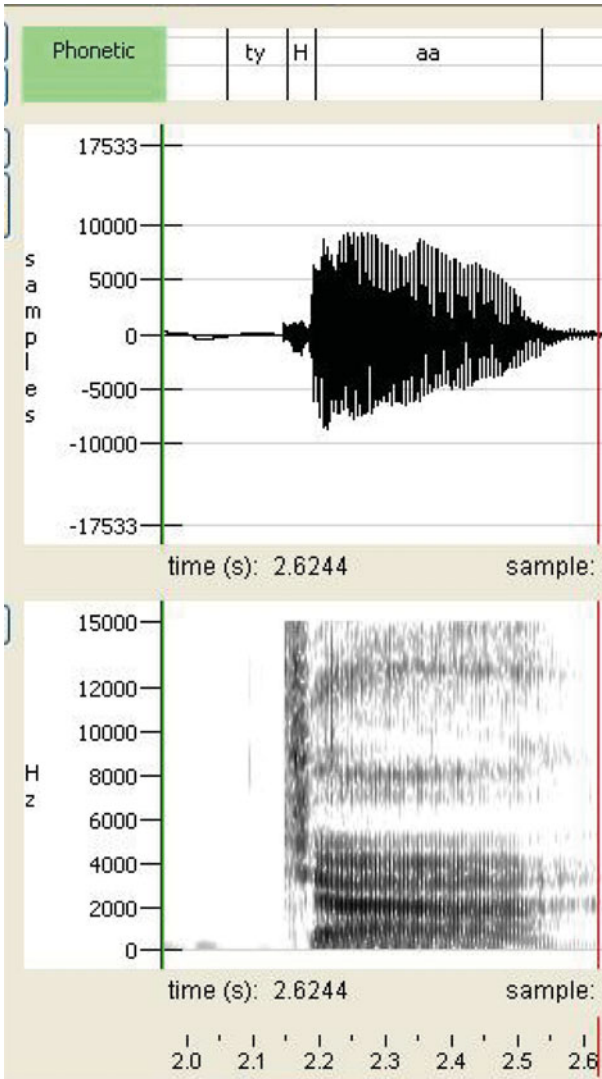 Phonetic ty H aa
17533
10000
5000
0
-5000
-10000
-17533
samples
time (s): 2.6244 sample:
15000
12000
10000
8000
6000
4000
2000
0
Hz
time (s): 2.6244 sample:
2.0 2.1 2.2 2.3 2.4 2.5 2.6